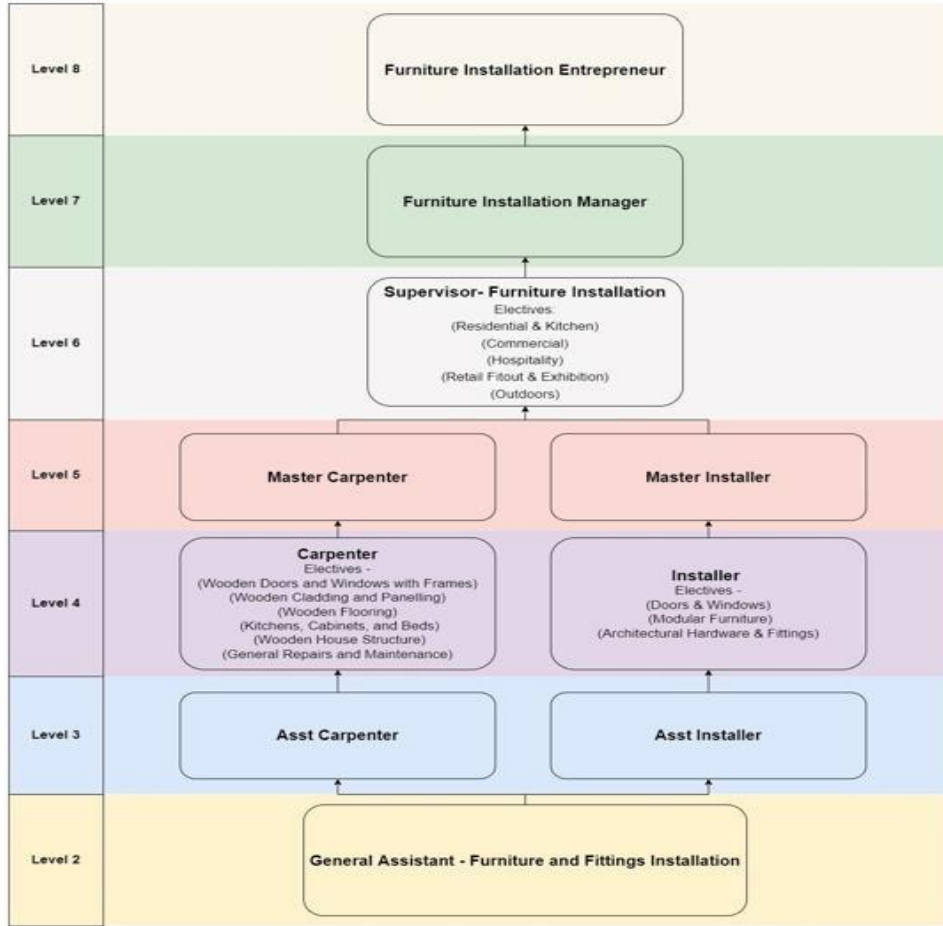 Level 8
Furniture Installation Entrepreneur
Level 7
Furniture Installation Manager
Level 6
Supervisor- Furniture Installation
Electives:
(Residential & Kitchen)
(Commercial)
(Hospitality)
(Retail Fitout & Exhibition)
(Outdoors)
Level 5
Master Carpenter
Master Installer
Level 4
Carpenter
Electives -
(Wooden Doors and Windows with Frames)
(Wooden Cladding and Panelling)
(Wooden Flooring)
(Kitchens, Cabinets, and Beds)
(Wooden House Structure)
(General Repairs and Maintenance)
Installer
Electives -
(Doors & Windows)
(Modular Furniture)
(Architectural Hardware & Fittings)
Level 3
Asst Carpenter
Asst Installer
Level 2
General Assistant - Furniture and Fittings Installation